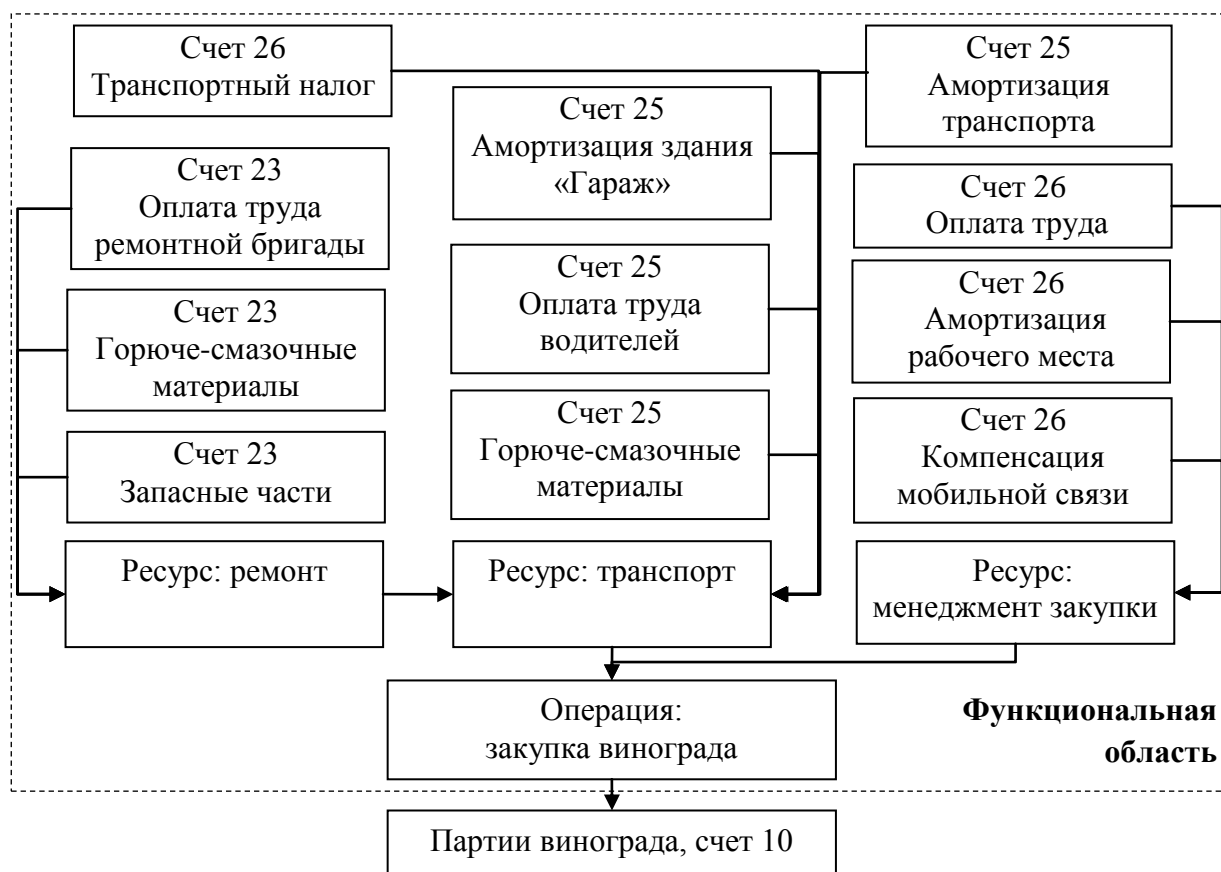 Счет 26
Транспортный налог
Счет 25
Амортизация
транспорта
Счет 25
Амортизация здания
«Гараж»
Счет 23
Оплата труда
ремонтной бригады
Счет 26
Оплата труда
Счет 25
Оплата труда
водителей
Счет 26
Амортизация
рабочего места
Счет 23
Горюче-смазочные
материалы
Счет 25
Горюче-смазочные
материалы
Счет 26
Компенсация
мобильной связи
Счет 23
Запасные части
Ресурс: ремонт
Ресурс: транспорт
Ресурс:
менеджмент закупки
Операция:
закупка винограда
Функциональная
область
Партии винограда, счет 10